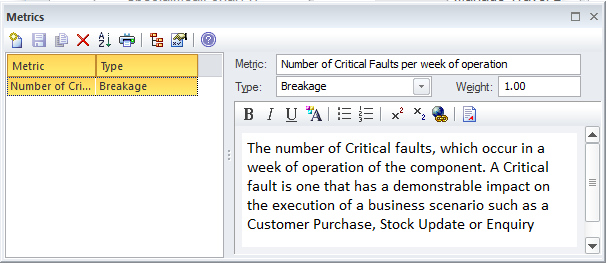 Metrics
Metric Type
Number of Cri... Breakage
Metric: Number of Critical Faults per week of operation
Type: Breakage Weight: 1.00
B I U A
The number of Critical faults, which occur in a
week of operation of the component. A Critical
fault is one that has a demonstrable impact on
the execution of a business scenario such as a
Customer Purchase, Stock Update or Enquiry